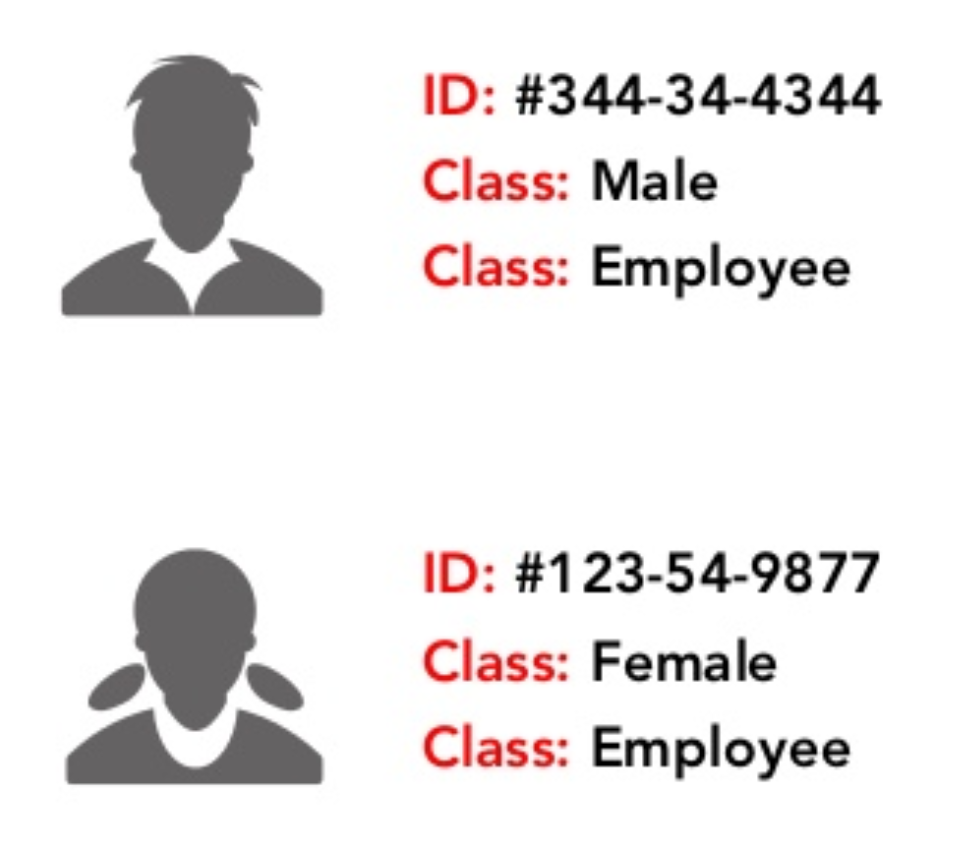 ID: #344-34-4344
Class: Male
Class: Employee
ID: #123-54-9877
Class: Female
Class: Employee